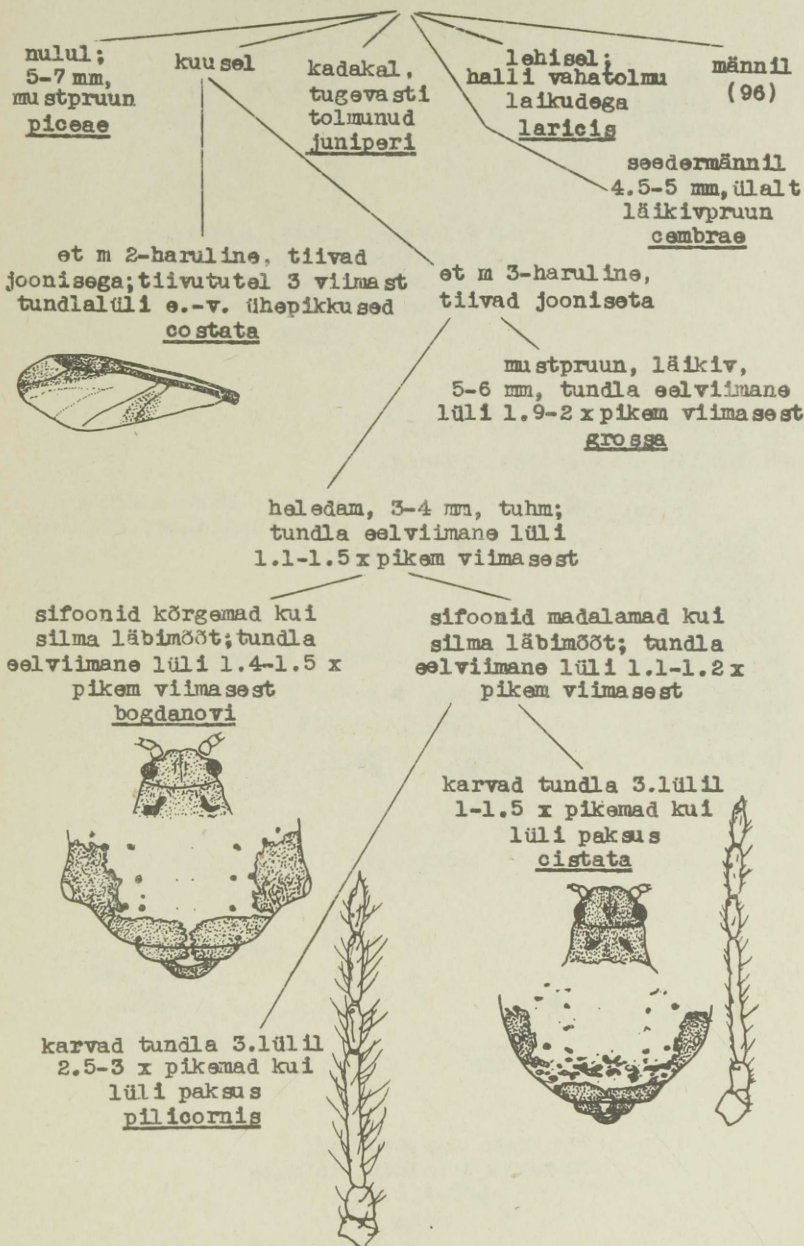 nulul;
5-7 mm,
mustpruun
piceae
kuusel
kadakal,
tugevasti
tolmunud
juniperi
lehisel;
halli vahatolmu
laikudega
laricis
männil
(96)
seedermännil
4.5-5 mm, ülalt
läikivpruun
cembrae
et m 2-haruline, tiivad
joonisega; tiivututel 3 viimast
tundlalüli e.-v. ühepikkused
costata
et m 3-haruline,
tiivad jooniseta
mustpruun, läikiv,
5-6 mm, tundla eelviimane
lüli 1.9-2 x pikem viimasest
grossa
heledam, 3-4 mm, tuhm;
tundla eelviimane lüli
1.1-1.5 x pikem viimasest
sifoonid kõrgemad kui
silma läbimõõt; tundla
eelviimane lüli 1.4-1.5 x
pikem viimasest
bogdanovi
sifoonid madalamad kui
silma läbimõõt; tundla
eelviimane lüli 1.1-1.2 x
pikem viimasest
karvad tundla 3.lülil
1-1.5 x pikemad kui
lüli paksus
cistata
karvad tundla 3.lülil
2.5-3 x pikemad kui
lüli paksus
pilicornis